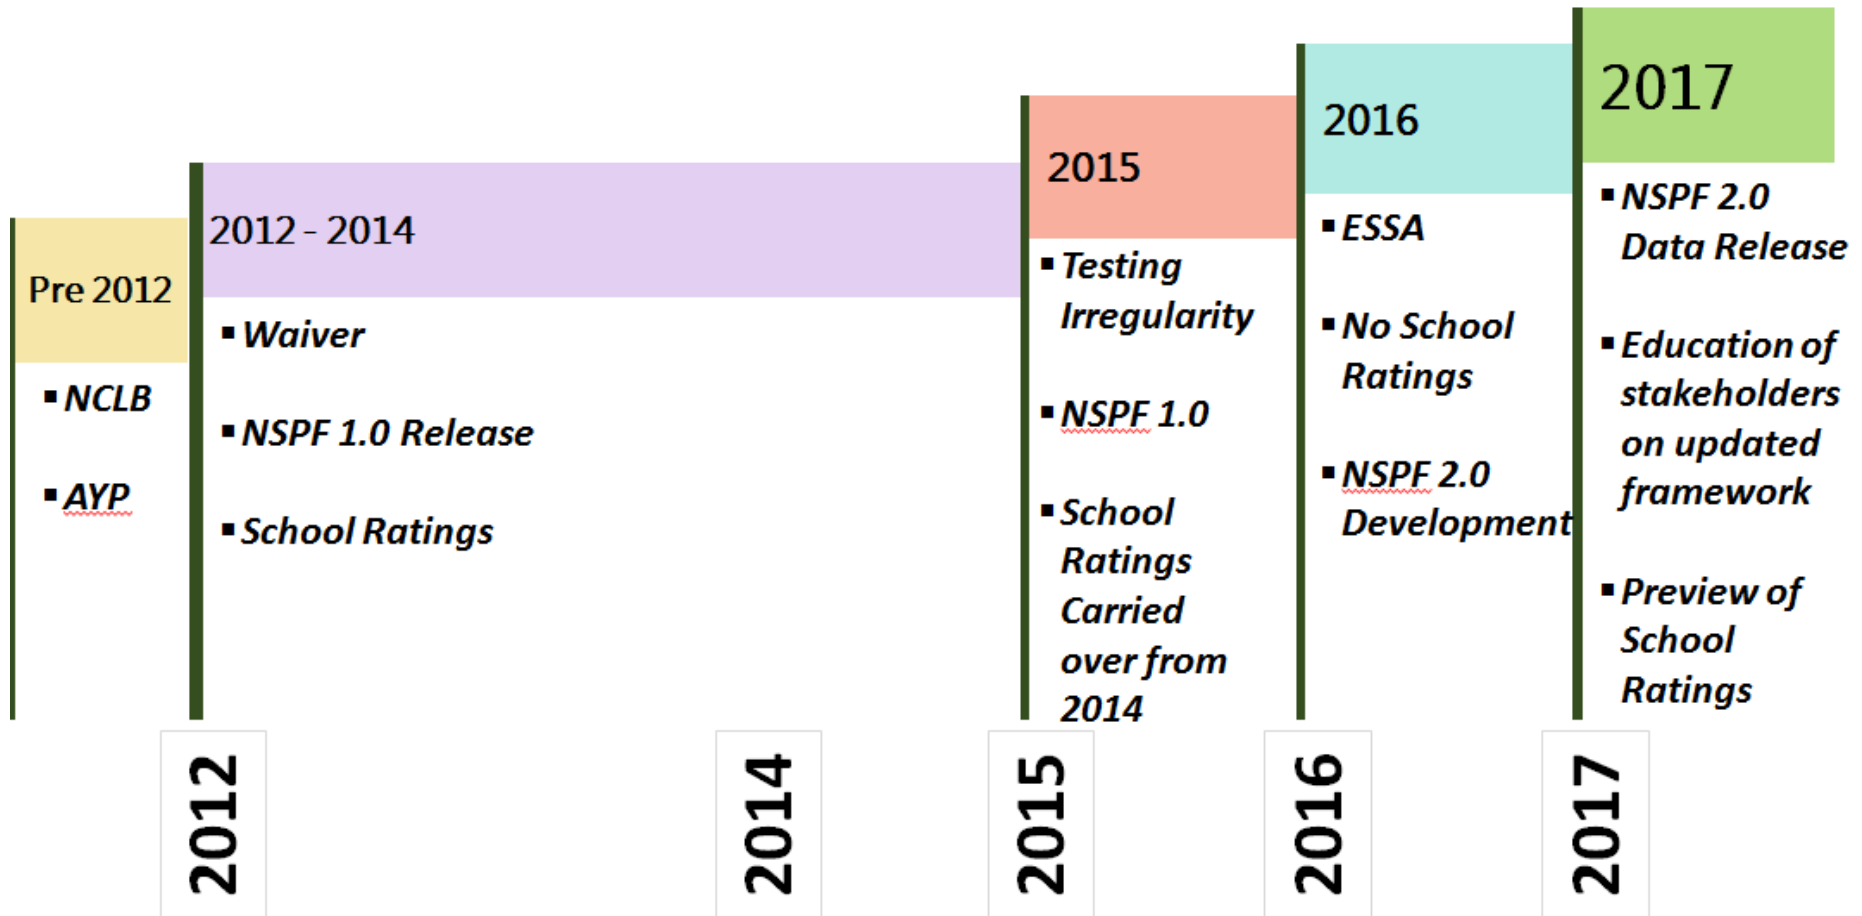 Pre 2012
▪ NCLB
▪ AYP
2012 - 2014
▪ Waiver
▪ NSPF 1.0 Release
▪ School Ratings
2015
▪ Testing
Irregularity
▪ NSPF 1.0
▪ School
Ratings
Carried
over from
2014
2016
▪ ESSA
▪ No School
Ratings
▪ NSPF 2.0
Development
2017
▪ NSPF 2.0
Data Release
▪ Education of
stakeholders
on updated
framework
▪ Preview of
School
Ratings
2012
2014
2015
2016
2017